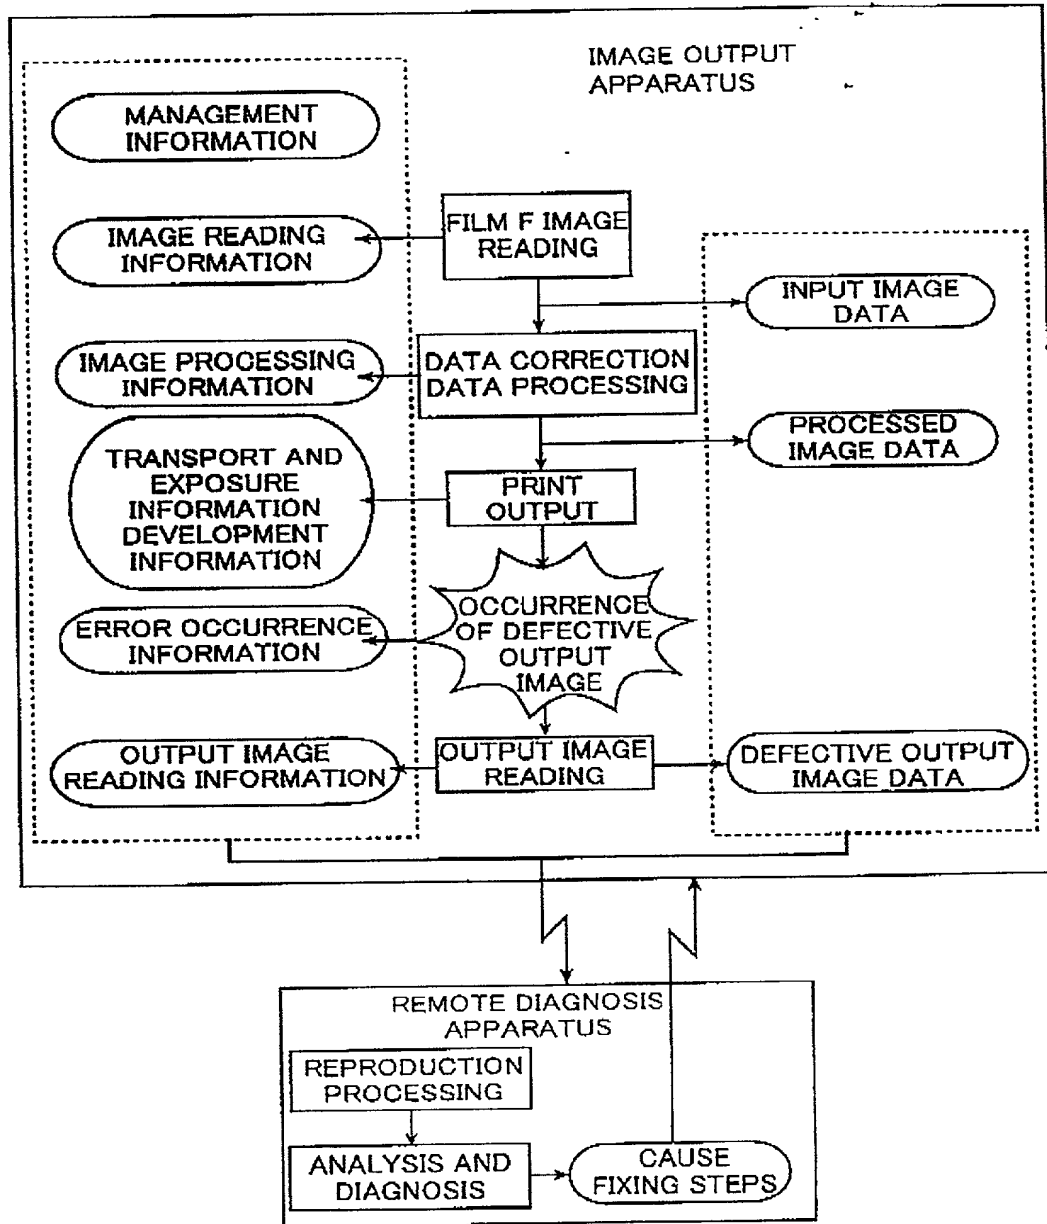 IMAGE OUTPUT
APPARATUS
MANAGEMENT
INFORMATION
FILM F IMAGE
READING
IMAGE READING
INFORMATION
INPUT IMAGE
DATA
DATA CORRECTION
DATA PROCESSING
IMAGE PROCESSING
INFORMATION
PROCESSED
IMAGE DATA
PRINT
OUTPUT
TRANSPORT AND
EXPOSURE
INFORMATION
DEVELOPMENT
INFORMATION
OCCURRENCE
OF DEFECTIVE
OUTPUT
IMAGE
ERROR OCCURRENCE
INFORMATION
OUTPUT IMAGE
READING
OUTPUT IMAGE
READING INFORMATION
DEFECTIVE OUTPUT
IMAGE DATA
REMOTE DIAGNOSIS
APPARATUS
REPRODUCTION
PROCESSING
ANALYSIS AND
DIAGNOSIS
CAUSE
FIXING STEPS